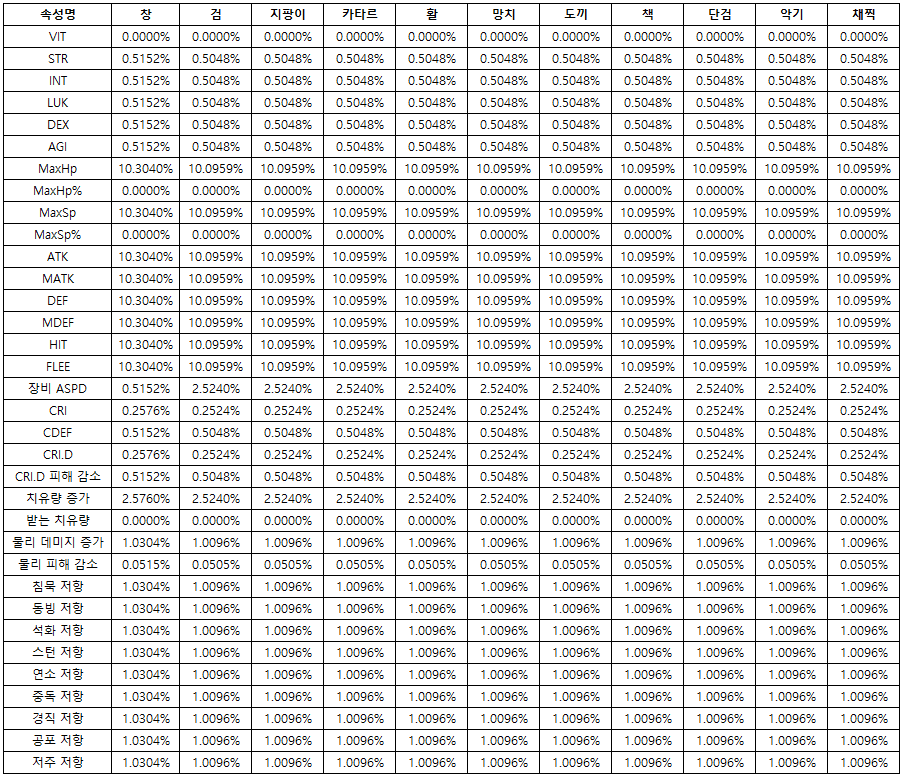 속성명 창 검 지팡이 카타르 활 망치 도끼 책 단검 악기 채찍
VIT 0.0000% 0.0000% 0.0000% 0.0000% 0.0000% 0.0000% 0.0000% 0.0000% 0.0000% 0.0000% 0.0000%
STR 0.5152% 0.5048% 0.5048% 0.5048% 0.5048% 0.5048% 0.5048% 0.5048% 0.5048% 0.5048% 0.5048%
INT 0.5152% 0.5048% 0.5048% 0.5048% 0.5048% 0.5048% 0.5048% 0.5048% 0.5048% 0.5048% 0.5048%
LUK 0.5152% 0.5048% 0.5048% 0.5048% 0.5048% 0.5048% 0.5048% 0.5048% 0.5048% 0.5048% 0.5048%
DEX 0.5152% 0.5048% 0.5048% 0.5048% 0.5048% 0.5048% 0.5048% 0.5048% 0.5048% 0.5048% 0.5048%
AGI 0.5152% 0.5048% 0.5048% 0.5048% 0.5048% 0.5048% 0.5048% 0.5048% 0.5048% 0.5048% 0.5048%
MaxHp 10.3040% 10.0959% 10.0959% 10.0959% 10.0959% 10.0959% 10.0959% 10.0959% 10.0959% 10.0959% 10.0959%
MaxHp% 0.0000% 0.0000% 0.0000% 0.0000% 0.0000% 0.0000% 0.0000% 0.0000% 0.0000% 0.0000% 0.0000%
MaxSp 10.3040% 10.0959% 10.0959% 10.0959% 10.0959% 10.0959% 10.0959% 10.0959% 10.0959% 10.0959% 10.0959%
MaxSp% 0.0000% 0.0000% 0.0000% 0.0000% 0.0000% 0.0000% 0.0000% 0.0000% 0.0000% 0.0000% 0.0000%
ATK 10.3040% 10.0959% 10.0959% 10.0959% 10.0959% 10.0959% 10.0959% 10.0959% 10.0959% 10.0959% 10.0959%
MATK 10.3040% 10.0959% 10.0959% 10.0959% 10.0959% 10.0959% 10.0959% 10.0959% 10.0959% 10.0959% 10.0959%
DEF 10.3040% 10.0959% 10.0959% 10.0959% 10.0959% 10.0959% 10.0959% 10.0959% 10.0959% 10.0959% 10.0959%
MDEF 10.3040% 10.0959% 10.0959% 10.0959% 10.0959% 10.0959% 10.0959% 10.0959% 10.0959% 10.0959% 10.0959%
HIT 10.3040% 10.0959% 10.0959% 10.0959% 10.0959% 10.0959% 10.0959% 10.0959% 10.0959% 10.0959% 10.0959%
FLEE 10.3040% 10.0959% 10.0959% 10.0959% 10.0959% 10.0959% 10.0959% 10.0959% 10.0959% 10.0959% 10.0959%
장비 ASPD 0.5152% 2.5240% 2.5240% 2.5240% 2.5240% 2.5240% 2.5240% 2.5240% 2.5240% 2.5240% 2.5240%
CRI 0.2576% 0.2524% 0.2524% 0.2524% 0.2524% 0.2524% 0.2524% 0.2524% 0.2524% 0.2524% 0.2524%
CDEF 0.5152% 0.5048% 0.5048% 0.5048% 0.5048% 0.5048% 0.5048% 0.5048% 0.5048% 0.5048% 0.5048%
CRI.D 0.2576% 0.2524% 0.2524% 0.2524% 0.2524% 0.2524% 0.2524% 0.2524% 0.2524% 0.2524% 0.2524%
CRI.D 피해 감소 0.5152% 0.5048% 0.5048% 0.5048% 0.5048% 0.5048% 0.5048% 0.5048% 0.5048% 0.5048% 0.5048%
치유량 증가 2.5760% 2.5240% 2.5240% 2.5240% 2.5240% 2.5240% 2.5240% 2.5240% 2.5240% 2.5240% 2.5240%
받는 치유량 0.0000% 0.0000% 0.0000% 0.0000% 0.0000% 0.0000% 0.0000% 0.0000% 0.0000% 0.0000% 0.0000%
물리 데미지 증가 1.0304% 1.0096% 1.0096% 1.0096% 1.0096% 1.0096% 1.0096% 1.0096% 1.0096% 1.0096% 1.0096%
물리 피해 감소 0.0515% 0.0505% 0.0505% 0.0505% 0.0505% 0.0505% 0.0505% 0.0505% 0.0505% 0.0505% 0.0505%
침묵 저항 1.0304% 1.0096% 1.0096% 1.0096% 1.0096% 1.0096% 1.0096% 1.0096% 1.0096% 1.0096% 1.0096%
동빙 저항 1.0304% 1.0096% 1.0096% 1.0096% 1.0096% 1.0096% 1.0096% 1.0096% 1.0096% 1.0096% 1.0096%
석화 저항 1.0304% 1.0096% 1.0096% 1.0096% 1.0096% 1.0096% 1.0096% 1.0096% 1.0096% 1.0096% 1.0096%
스턴 저항 1.0304% 1.0096% 1.0096% 1.0096% 1.0096% 1.0096% 1.0096% 1.0096% 1.0096% 1.0096% 1.0096%
연소 저항 1.0304% 1.0096% 1.0096% 1.0096% 1.0096% 1.0096% 1.0096% 1.0096% 1.0096% 1.0096% 1.0096%
중독 저항 1.0304% 1.0096% 1.0096% 1.0096% 1.0096% 1.0096% 1.0096% 1.0096% 1.0096% 1.0096% 1.0096%
경직 저항 1.0304% 1.0096% 1.0096% 1.0096% 1.0096% 1.0096% 1.0096% 1.0096% 1.0096% 1.0096% 1.0096%
공포 저항 1.0304% 1.0096% 1.0096% 1.0096% 1.0096% 1.0096% 1.0096% 1.0096% 1.0096% 1.0096% 1.0096%
저주 저항 1.0304% 1.0096% 1.0096% 1.0096% 1.0096% 1.0096% 1.0096% 1.0096% 1.0096% 1.0096% 1.0096%